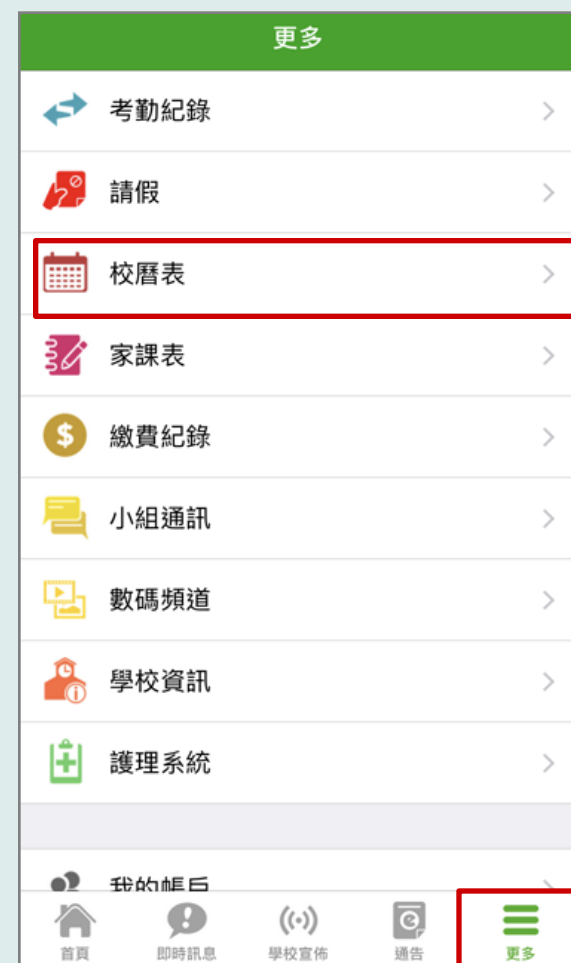 更多
考勤紀錄
請假
校曆表
家課表
繳費紀錄
小組通訊
數碼頻道
學校資訊
護理系統
我的帳戶
首頁 即時訊息 學校宣佈 通告 更多